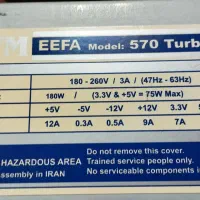 M EEFA Model: 570 Turb
180 - 260V / 3A / (47Hz - 63Hz)
180W / (3.3V & +5V = 75W Max)
+5V -5V -12V +12V 3.3V
12A 0.3A 0.5A 9A 7A
HAZARDOUS AREA
Do not remove this cover.
Trained service people only.
No serviceable components i
ssembly in IRAN